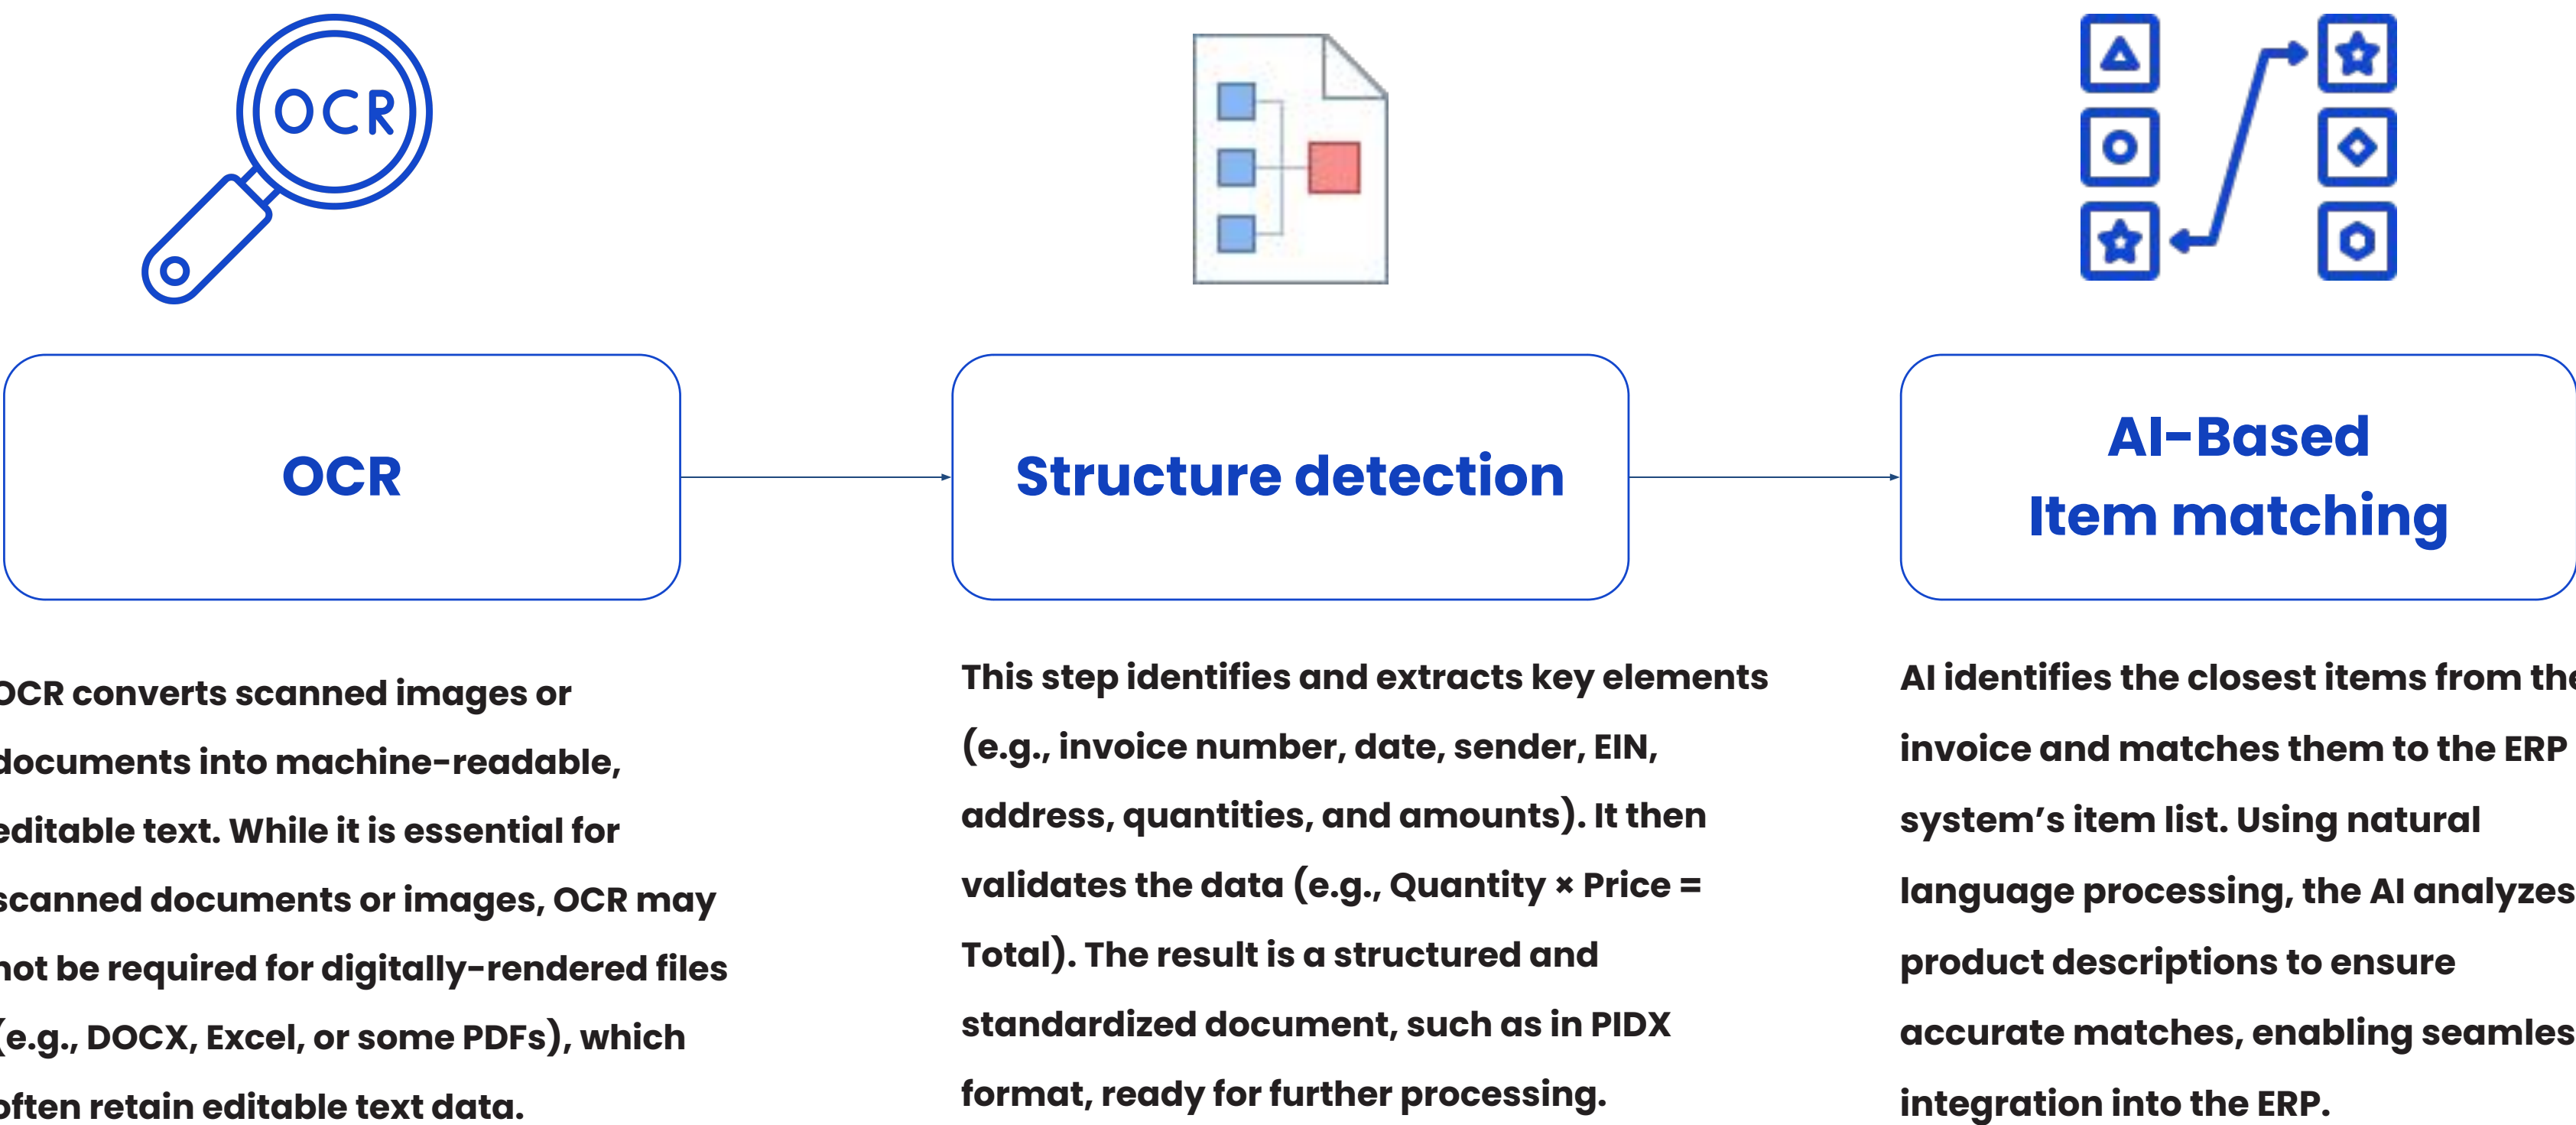 OCR
OCR
Structure detection
AI-Based
Item matching
OCR converts scanned images or
documents into machine-readable,
editable text. While it is essential for
scanned documents or images, OCR may
not be required for digitally-rendered files
(e.g., DOCX, Excel, or some PDFs), which
often retain editable text data.
This step identifies and extracts key elements
(e.g., invoice number, date, sender, EIN,
address, quantities, and amounts). It then
validates the data (e.g., Quantity × Price =
Total). The result is a structured and
standardized document, such as in PIDX
format, ready for further processing.
AI identifies the closest items from the
invoice and matches them to the ERP
system’s item list. Using natural
language processing, the AI analyzes
product descriptions to ensure
accurate matches, enabling seamles
integration into the ERP.